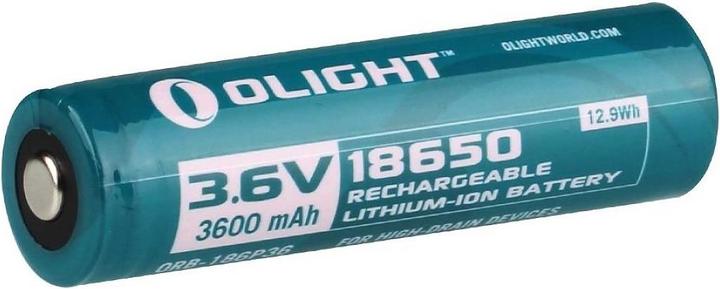 OLIGHT™
OLIGHTWORLD.COM
12.9Wh
3.6V
3600 mAh
18650
RECHARGEABLE
LITHIUM-ION BATTERY
ORB-186P36
FOR HIGH-DRAIN DEVICES